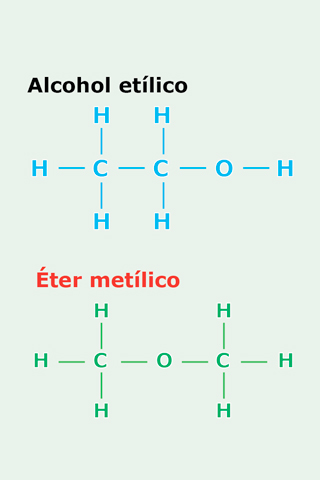 Alcohol etílico
H H
H C C O H
H H
Éter metílico
H H
H C O C H
H H